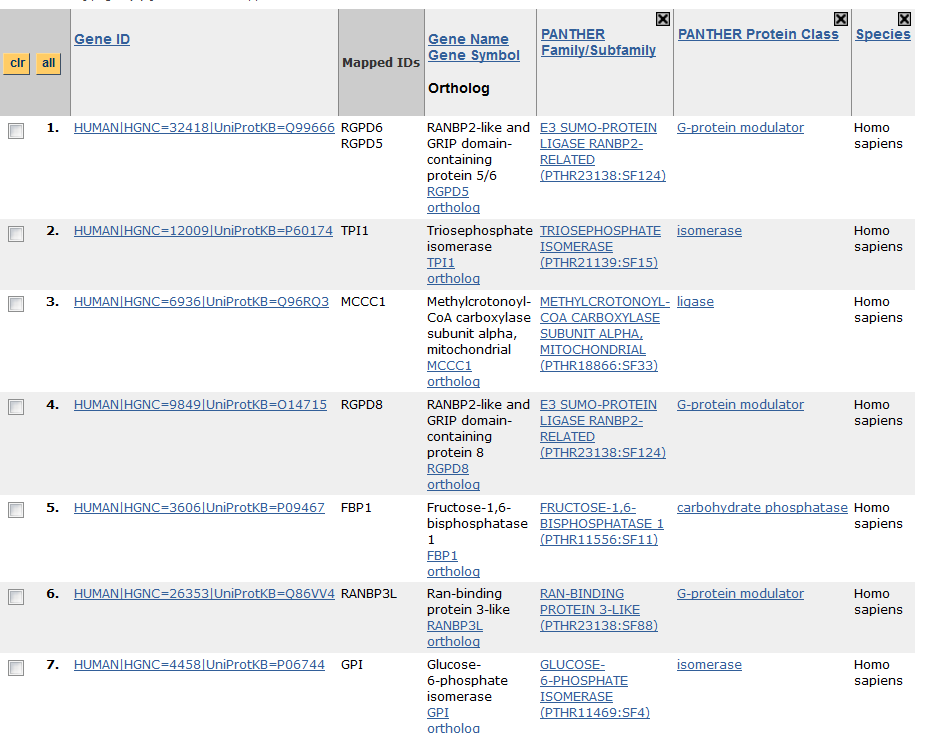 clr all
Gene ID
Mapped IDs
Gene Name
Gene Symbol
Ortholog
PANTHER
Family/Subfamily
PANTHER Protein Class
Species
1. HUMAN|HGNC=32418|UniProtKB=Q99666
RGPD6
RGPD5
RANBP2-like and
GRIP domain-
containing
protein 5/6
RGPD5
ortholog
E3 SUMO-PROTEIN
LIGASE RANBP2-
RELATED
(PTHR23138:SF124)
G-protein modulator
Homo
sapiens
2. HUMAN|HGNC=12009|UniProtKB=P60174
TPI1
Triosephosphate
isomerase
TPI1
ortholog
TRIOSEPHOSPHATE
ISOMERASE
(PTHR21139:SF15)
isomerase
Homo
sapiens
3. HUMAN|HGNC=6936|UniProtKB=Q96RQ3
MCCC1
Methylcrotonoyl-
CoA carboxylase
subunit alpha,
mitochondrial
MCCC1
ortholog
METHYLCROTONOYL-
COA CARBOXYLASE
SUBUNIT ALPHA,
MITOCHONDRIAL
(PTHR18866:SF33)
ligase
Homo
sapiens
4. HUMAN|HGNC=9849|UniProtKB=O14715
RGPD8
RANBP2-like and
GRIP domain-
containing
protein 8
RGPD8
ortholog
E3 SUMO-PROTEIN
LIGASE RANBP2-
RELATED
(PTHR23138:SF124)
G-protein modulator
Homo
sapiens
5. HUMAN|HGNC=3606|UniProtKB=P09467
FBP1
Fructose-1,6-
bisphosphatase
1
FBP1
ortholog
FRUCTOSE-1,6-
BISPHOSPHATASE 1
(PTHR11556:SF11)
carbohydrate phosphatase
Homo
sapiens
6. HUMAN|HGNC=26353|UniProtKB=Q86VV4
RANBP3L
Ran-binding
protein 3-like
RANBP3L
ortholog
RAN-BINDING
PROTEIN 3-LIKE
(PTHR23138:SF88)
G-protein modulator
Homo
sapiens
7. HUMAN|HGNC=4458|UniProtKB=P06744
GPI
Glucose-
6-phosphate
isomerase
GPI
ortholog
GLUCOSE-
6-PHOSPHATE
ISOMERASE
(PTHR11469:SF4)
isomerase
Homo
sapiens